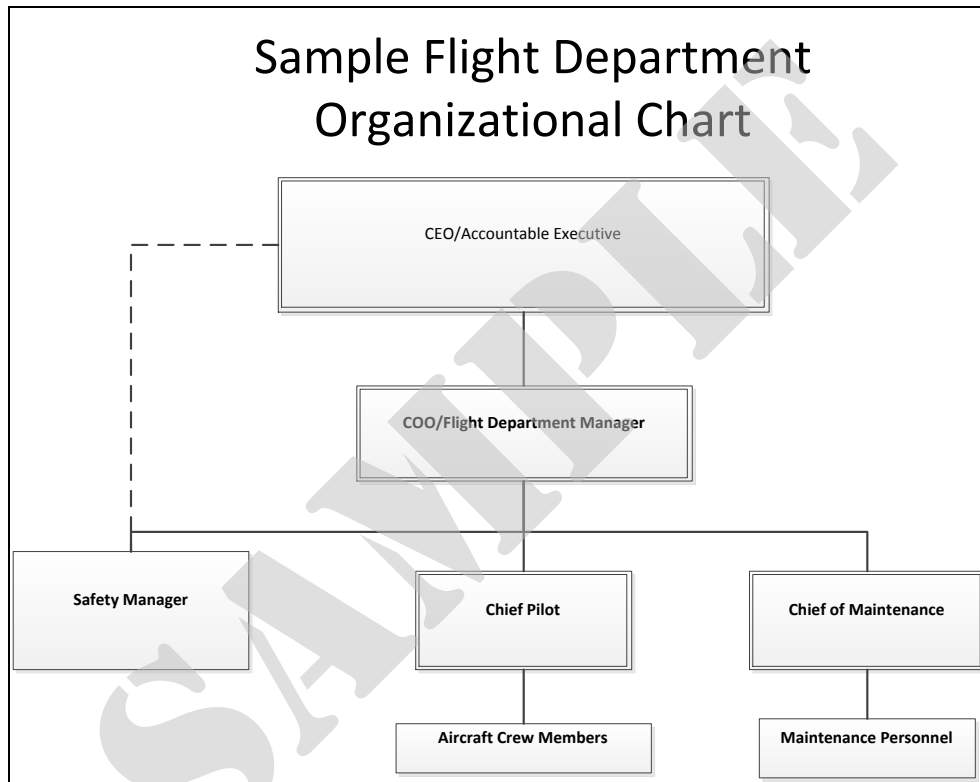 Sample Flight Department
Organizational Chart
CEO/Accountable Executive
COO/Flight Department Manager
Safety Manager
Chief Pilot
Chief of Maintenance
Aircraft Crew Members
Maintenance Personnel
SAMPLE